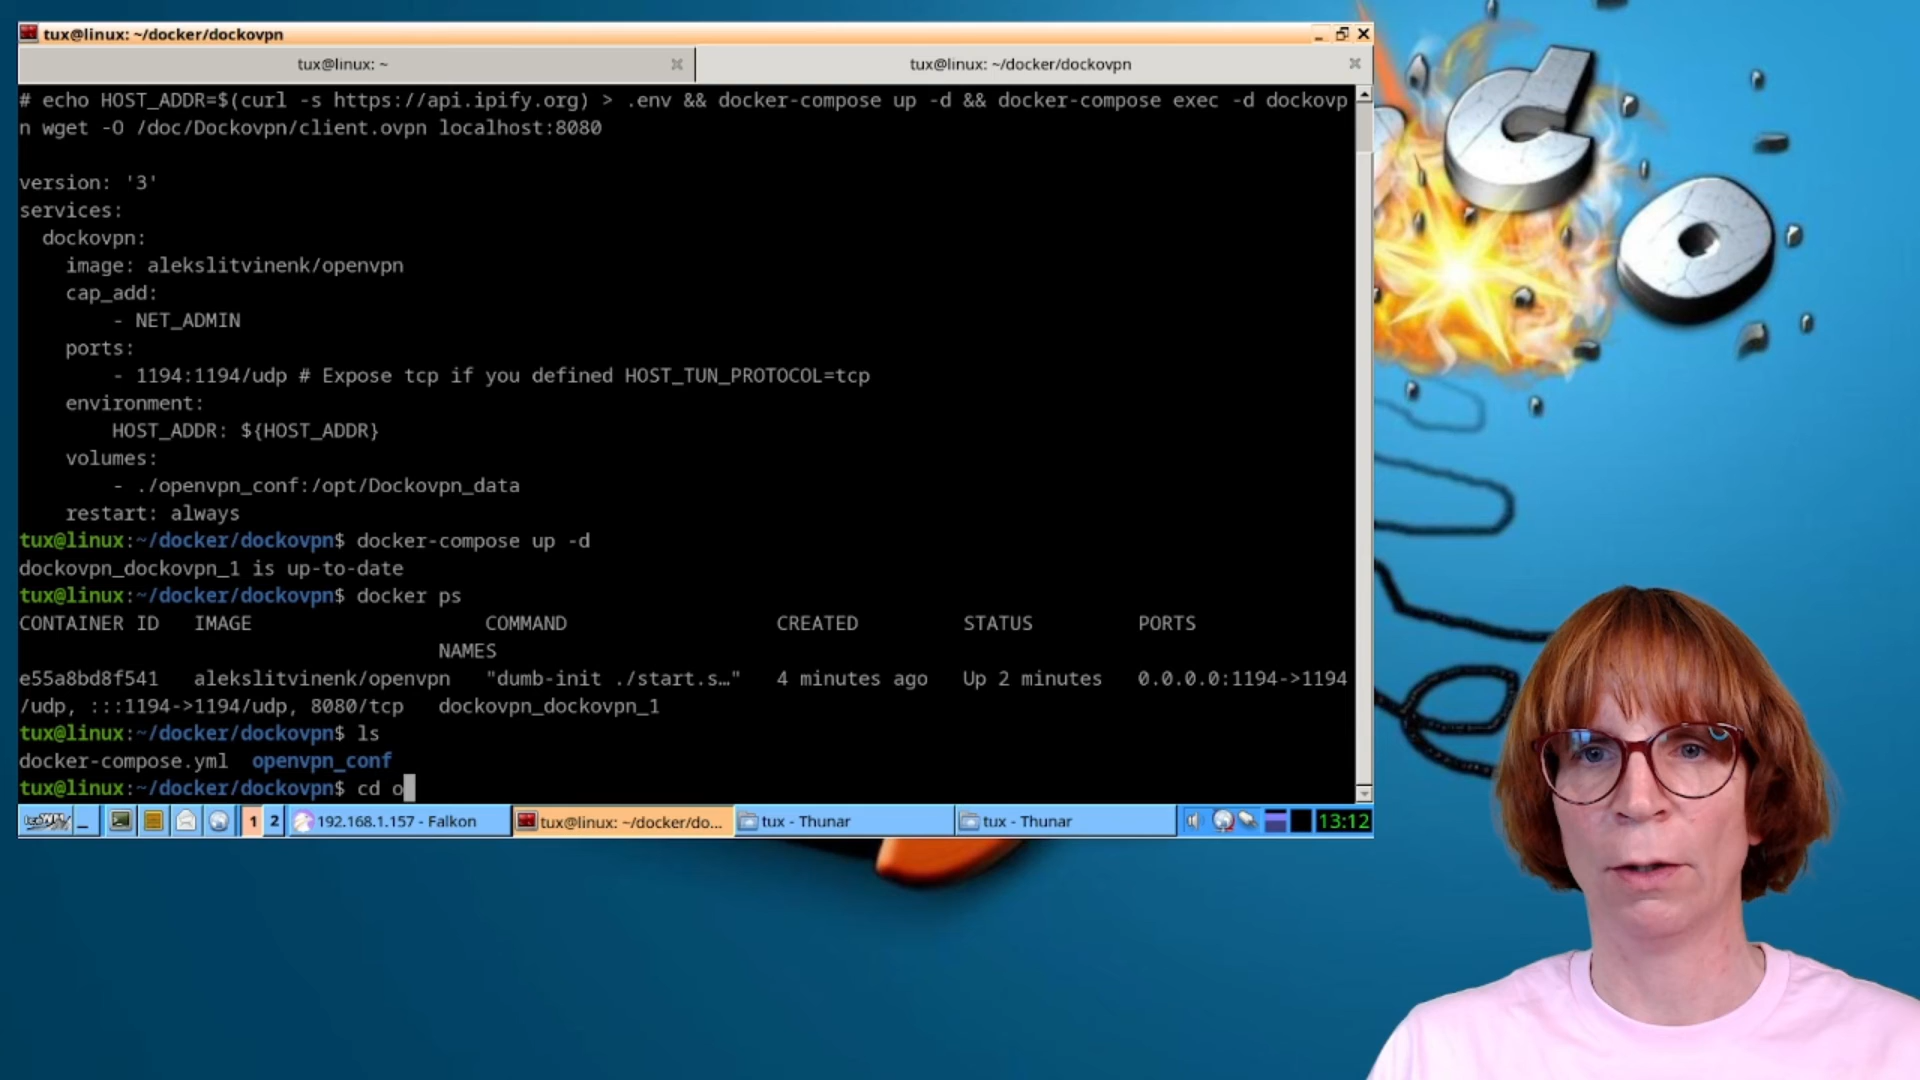 tux@linux: ~/docker/dockovpn
tux@linux: ~
tux@linux: ~/docker/dockovpn
# echo HOST_ADDR=$(curl -s https://api.ipify.org) > .env && docker-compose up -d && docker-compose exec -d dockovp
n wget -O /doc/Dockovpn/client.ovpn localhost:8080
version: '3'
services:
dockovpn:
image: alekslitvinenk/openvpn
cap_add:
- NET_ADMIN
ports:
- 1194:1194/udp # Expose tcp if you defined HOST_TUN_PROTOCOL=tcp
environment:
HOST_ADDR: ${HOST_ADDR}
volumes:
- ./openvpn_conf:/opt/Dockovpn_data
restart: always
tux@linux:~/docker/dockovpn$ docker-compose up -d
dockovpn_dockovpn_1 is up-to-date
tux@linux:~/docker/dockovpn$ docker ps
CONTAINER ID IMAGE COMMAND CREATED STATUS PORTS
NAMES
e55a8bd8f541 alekslitvinenk/openvpn "dumb-init ./start.s…" 4 minutes ago Up 2 minutes 0.0.0.0:1194->1194
/udp, :::1194->1194/udp, 8080/tcp dockovpn_dockovpn_1
tux@linux:~/docker/dockovpn$ ls
docker-compose.yml openvpn_conf
tux@linux:~/docker/dockovpn$ cd o
1 2 192.168.1.157 - Falkon tux@linux: ~/docker/do... tux - Thunar tux - Thunar 13:12